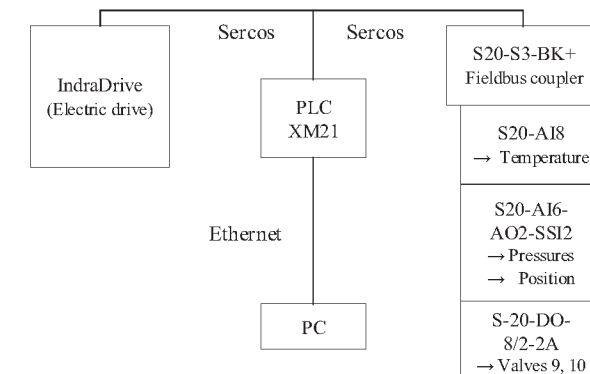 Sercos
Sercos
IndraDrive
(Electric drive)
PLC
XM21
S20-S3-BK+
Fieldbus coupler
S20-AI8
→ Temperature
S20-AI6-
AO2-SSI2
→ Pressures
→ Position
S-20-DO-
8/2-2A
→ Valves 9, 10
Ethernet
PC